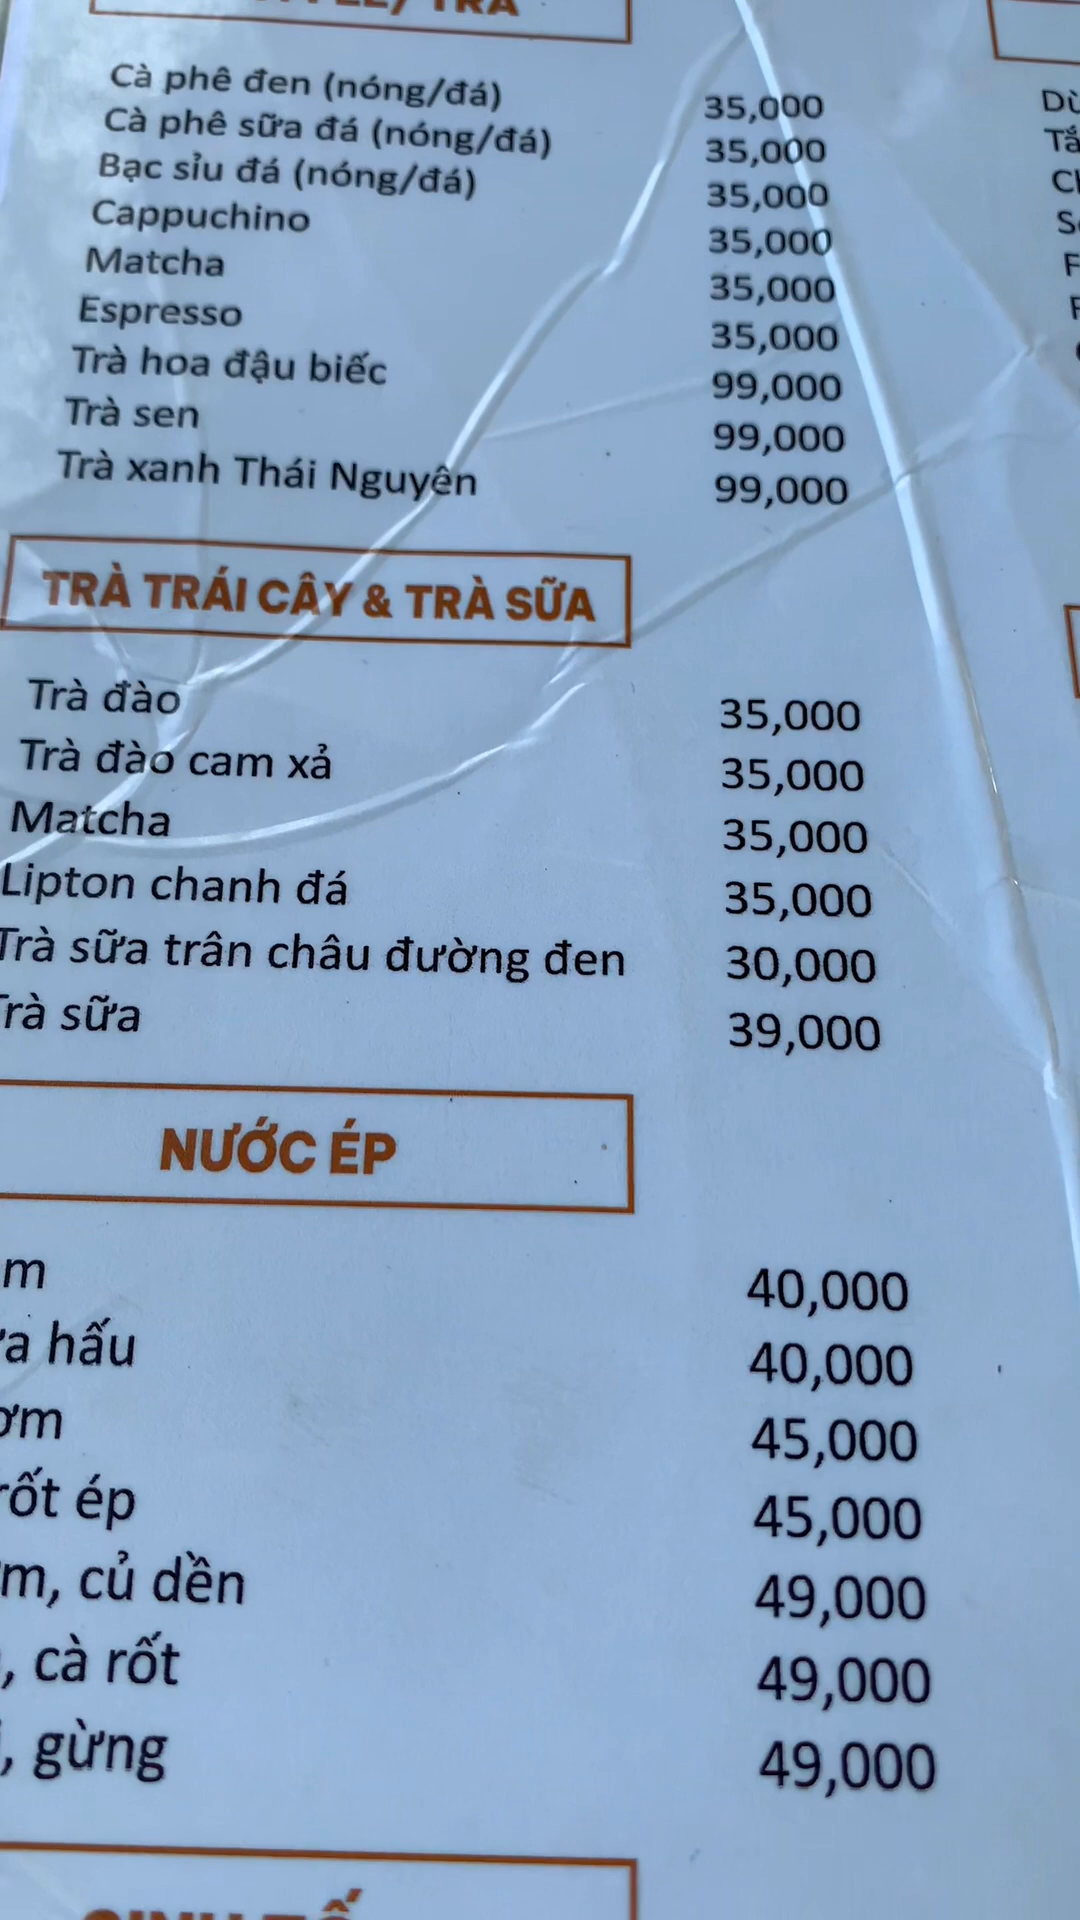 TRÀ
Cà phê đen (nóng/đá) 35,000
Cà phê sữa đá (nóng/đá) 35,000
Bạc sỉu đá (nóng/đá) 35,000
Cappuchino 35,000
Matcha 35,000
Espresso 35,000
Trà hoa đậu biếc 99,000
Trà sen 99,000
Trà xanh Thái Nguyên 99,000
TRÀ TRÁI CÂY & TRÀ SỮA
Trà đào 35,000
Trà đào cam xả 35,000
Matcha 35,000
Lipton chanh đá 35,000
Trà sữa trân châu đường đen 30,000
Trà sữa 39,000
NƯỚC ÉP
40,000
hấu 40,000
45,000
ép 45,000
củ dền 49,000
, cà rốt 49,000
, gừng 49,000